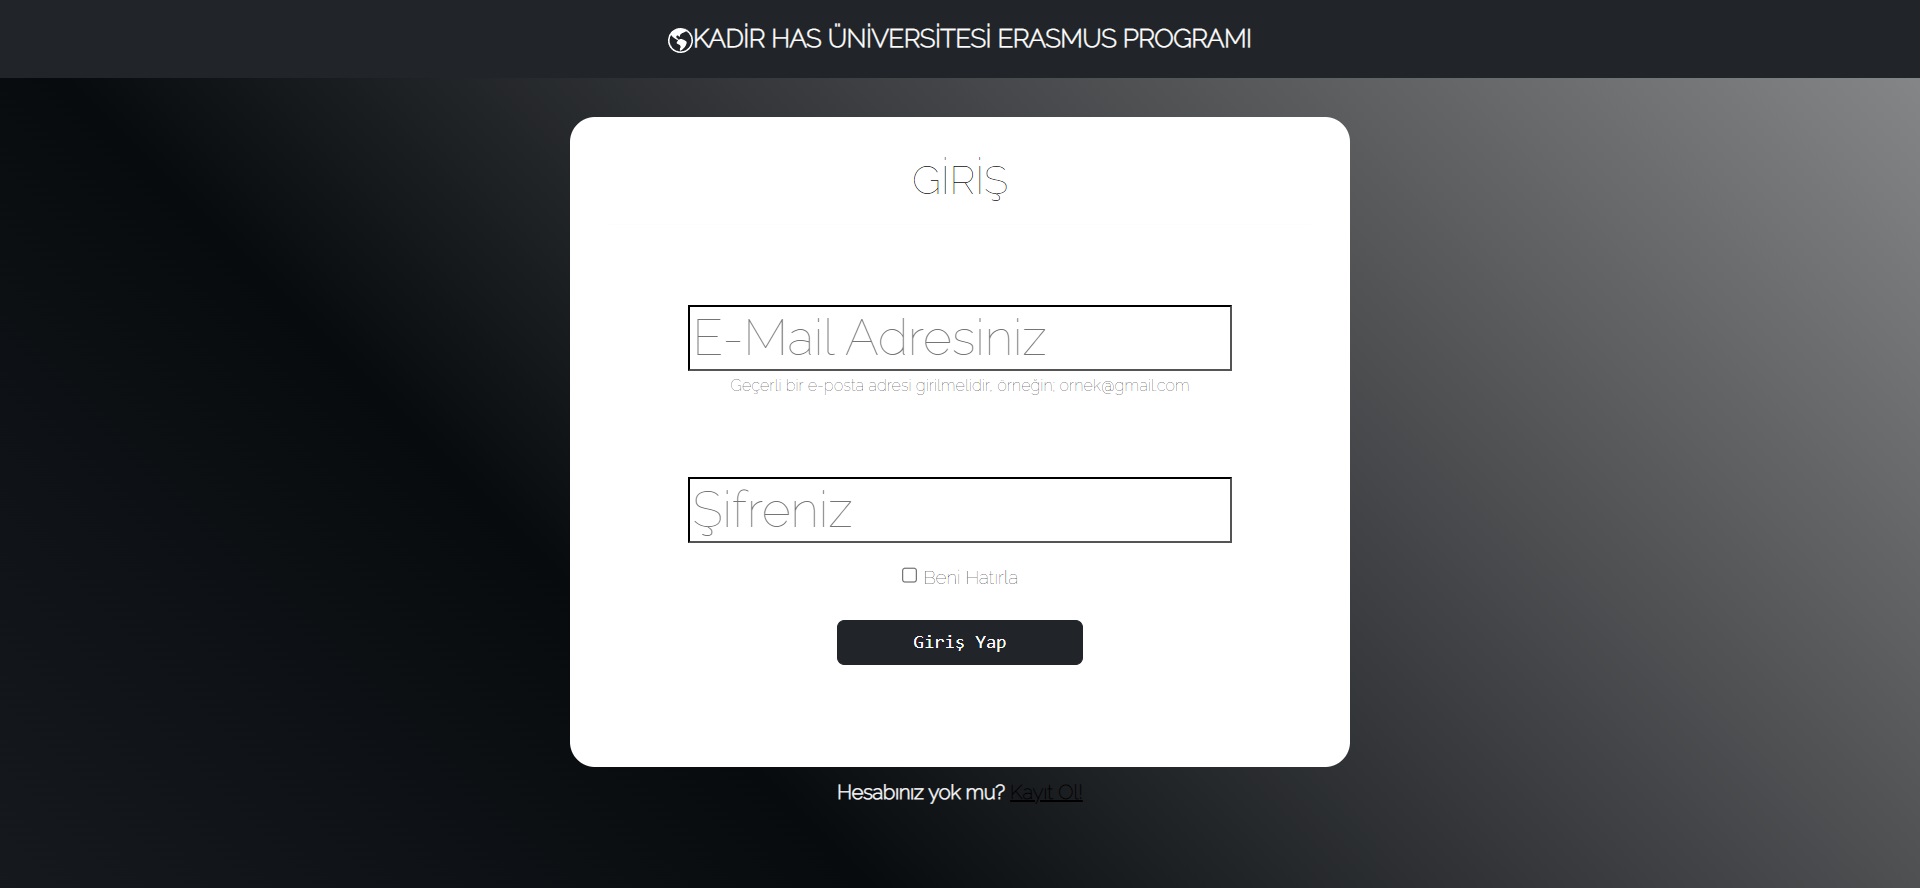 KADİR HAS ÜNİVERSİTESİ ERASMUS PROGRAMI
GİRİŞ
E-Mail Adresiniz
Geçerli bir e-posta adresi girilmelidir, örneğin; ornek@gmail.com
Şifreniz
Beni Hatırla
Giriş Yap
Hesabınız yok mu? Kayıt Ol!